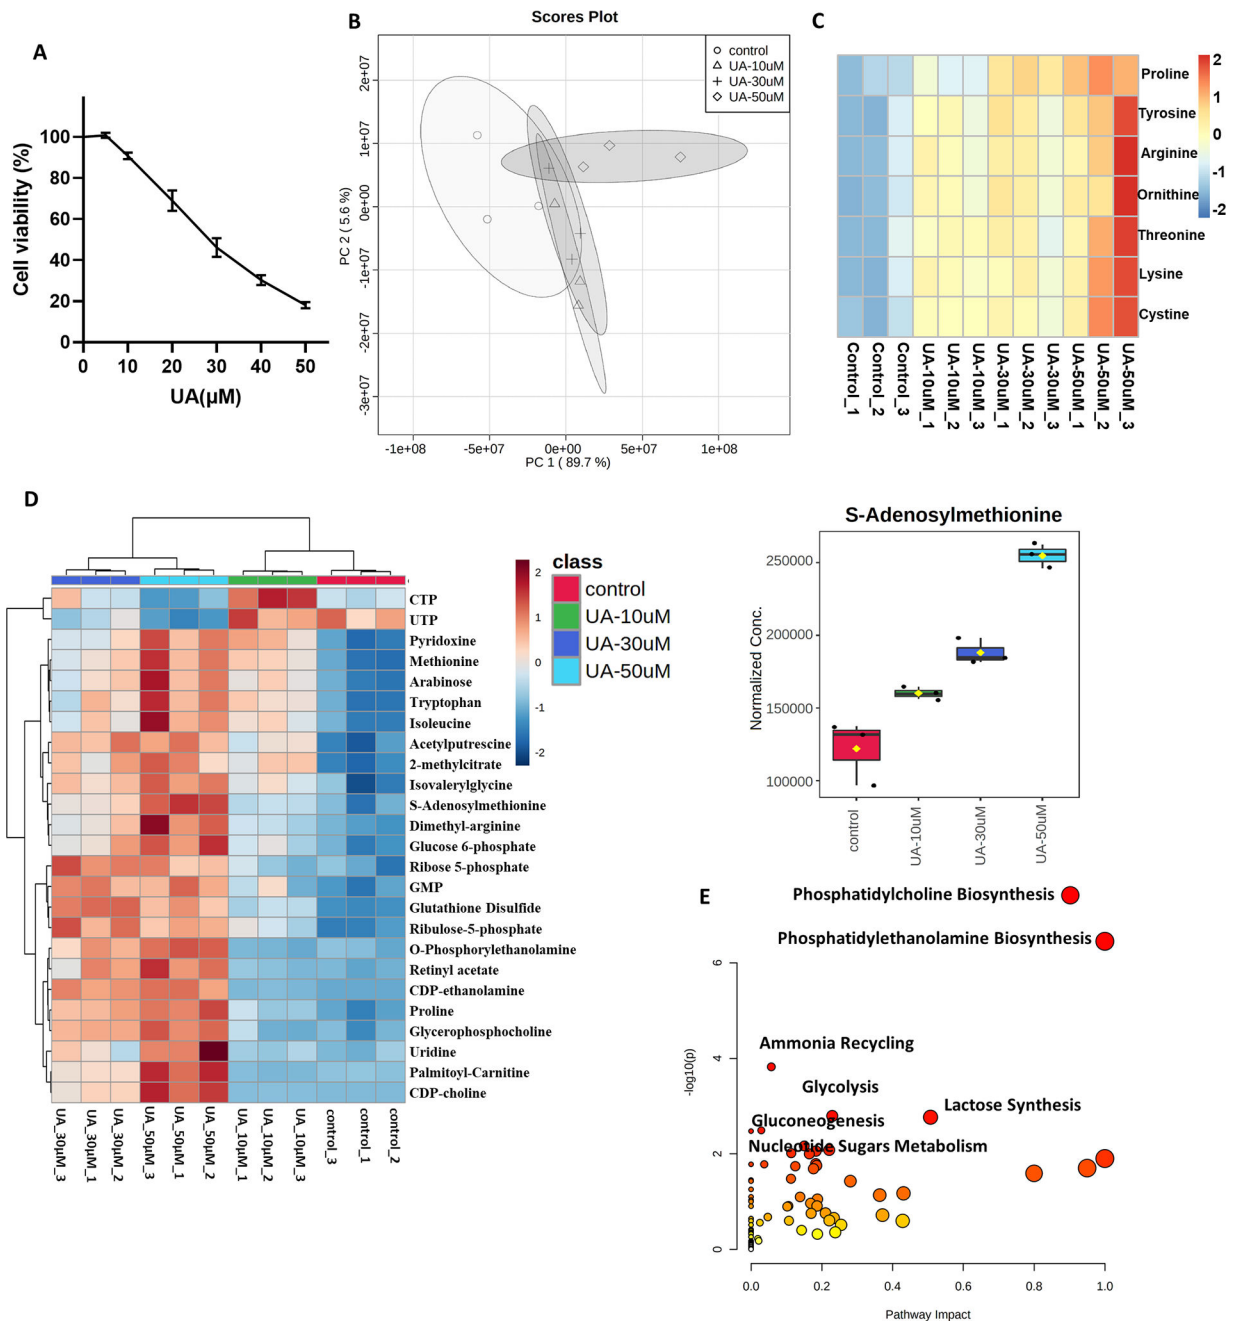 A
Cell viability (%)
100
80
60
40
20
0
0 10 20 30 40 50
UA(µM)
B
Scores Plot
control
UA-10uM
UA-30uM
UA-50uM
PC 2 ( 5.6 %)
2e+07
1e+07
0e+00
-1e+07
-2e+07
-3e+07
-1e+08 -5e+07 0e+00 5e+07 1e+08
PC 1 ( 89.7 %)
C
Proline
Tyrosine
Arginine
Ornithine
Threonine
Lysine
Cystine
2
1
0
-1
-2
Control_1
Control_2
Control_3
UA-10uM_1
UA-10uM_2
UA-10uM_3
UA-30uM_1
UA-30uM_2
UA-30uM_3
UA-50uM_1
UA-50uM_2
UA-50uM_3
D
CTP
UTP
Pyridoxine
Methionine
Arabinose
Tryptophan
Isoleucine
Acetylputrescine
2-methylcitrate
Isovalerylglycine
S-Adenosylmethionine
Dimethyl-arginine
Glucose 6-phosphate
Ribose 5-phosphate
GMP
Glutathione Disulfide
Ribulose-5-phosphate
O-Phosphorylethanolamine
Retinyl acetate
CDP-ethanolamine
Proline
Glycerophosphocholine
Uridine
Palmitoyl-Carnitine
CDP-choline
UA_30µM_3
UA_30µM_1
UA_30µM_2
UA_50µM_3
UA_50µM_1
UA_50µM_2
UA_10µM_1
UA_10µM_2
UA_10µM_3
control_3
control_1
control_2
2
1
0
-1
-2
class
control
UA-10uM
UA-30uM
UA-50uM
S-Adenosylmethionine
Normalized Conc.
250000
200000
150000
100000
control
UA-10uM
UA-30uM
UA-50uM
E
Phosphatidylcholine Biosynthesis
Phosphatidylethanolamine Biosynthesis
Ammonia Recycling
Glycolysis
Lactose Synthesis
Gluconeogenesis
Nucleotide Sugars Metabolism
-log10(p)
6
4
2
0
0.0 0.2 0.4 0.6 0.8 1.0
Pathway Impact